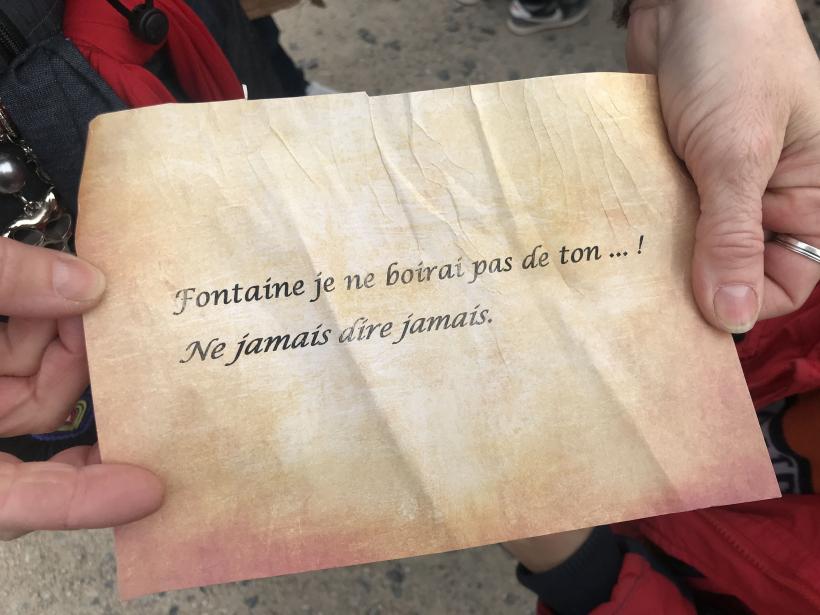 Fontaine je ne boirai pas de ton ... !
Ne jamais dire jamais.